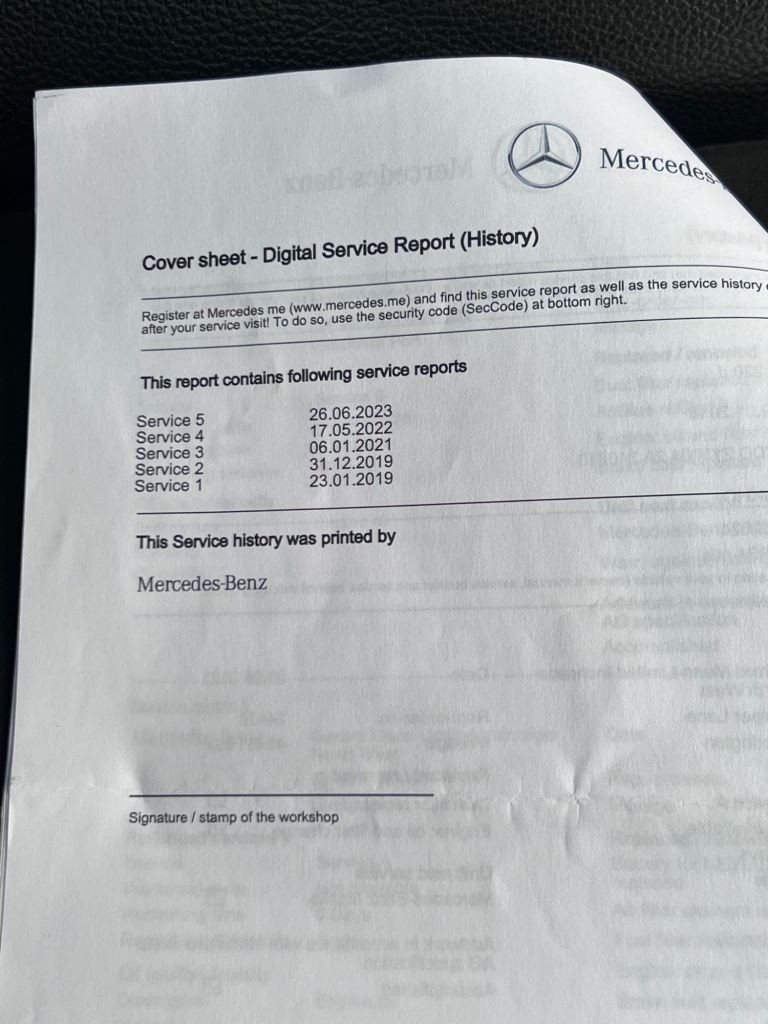 Mercedes-
Cover sheet - Digital Service Report (History)
Register at Mercedes me (www.mercedes.me) and find this service report as well as the service history
after your service visit! To do so, use the security code (SecCode) at bottom right.
This report contains following service reports
Service 5 26.06.2023
Service 4 17.05.2022
Service 3 06.01.2021
Service 2 31.12.2019
Service 1 23.01.2019
This Service history was printed by
Mercedes-Benz
Signature / stamp of the workshop